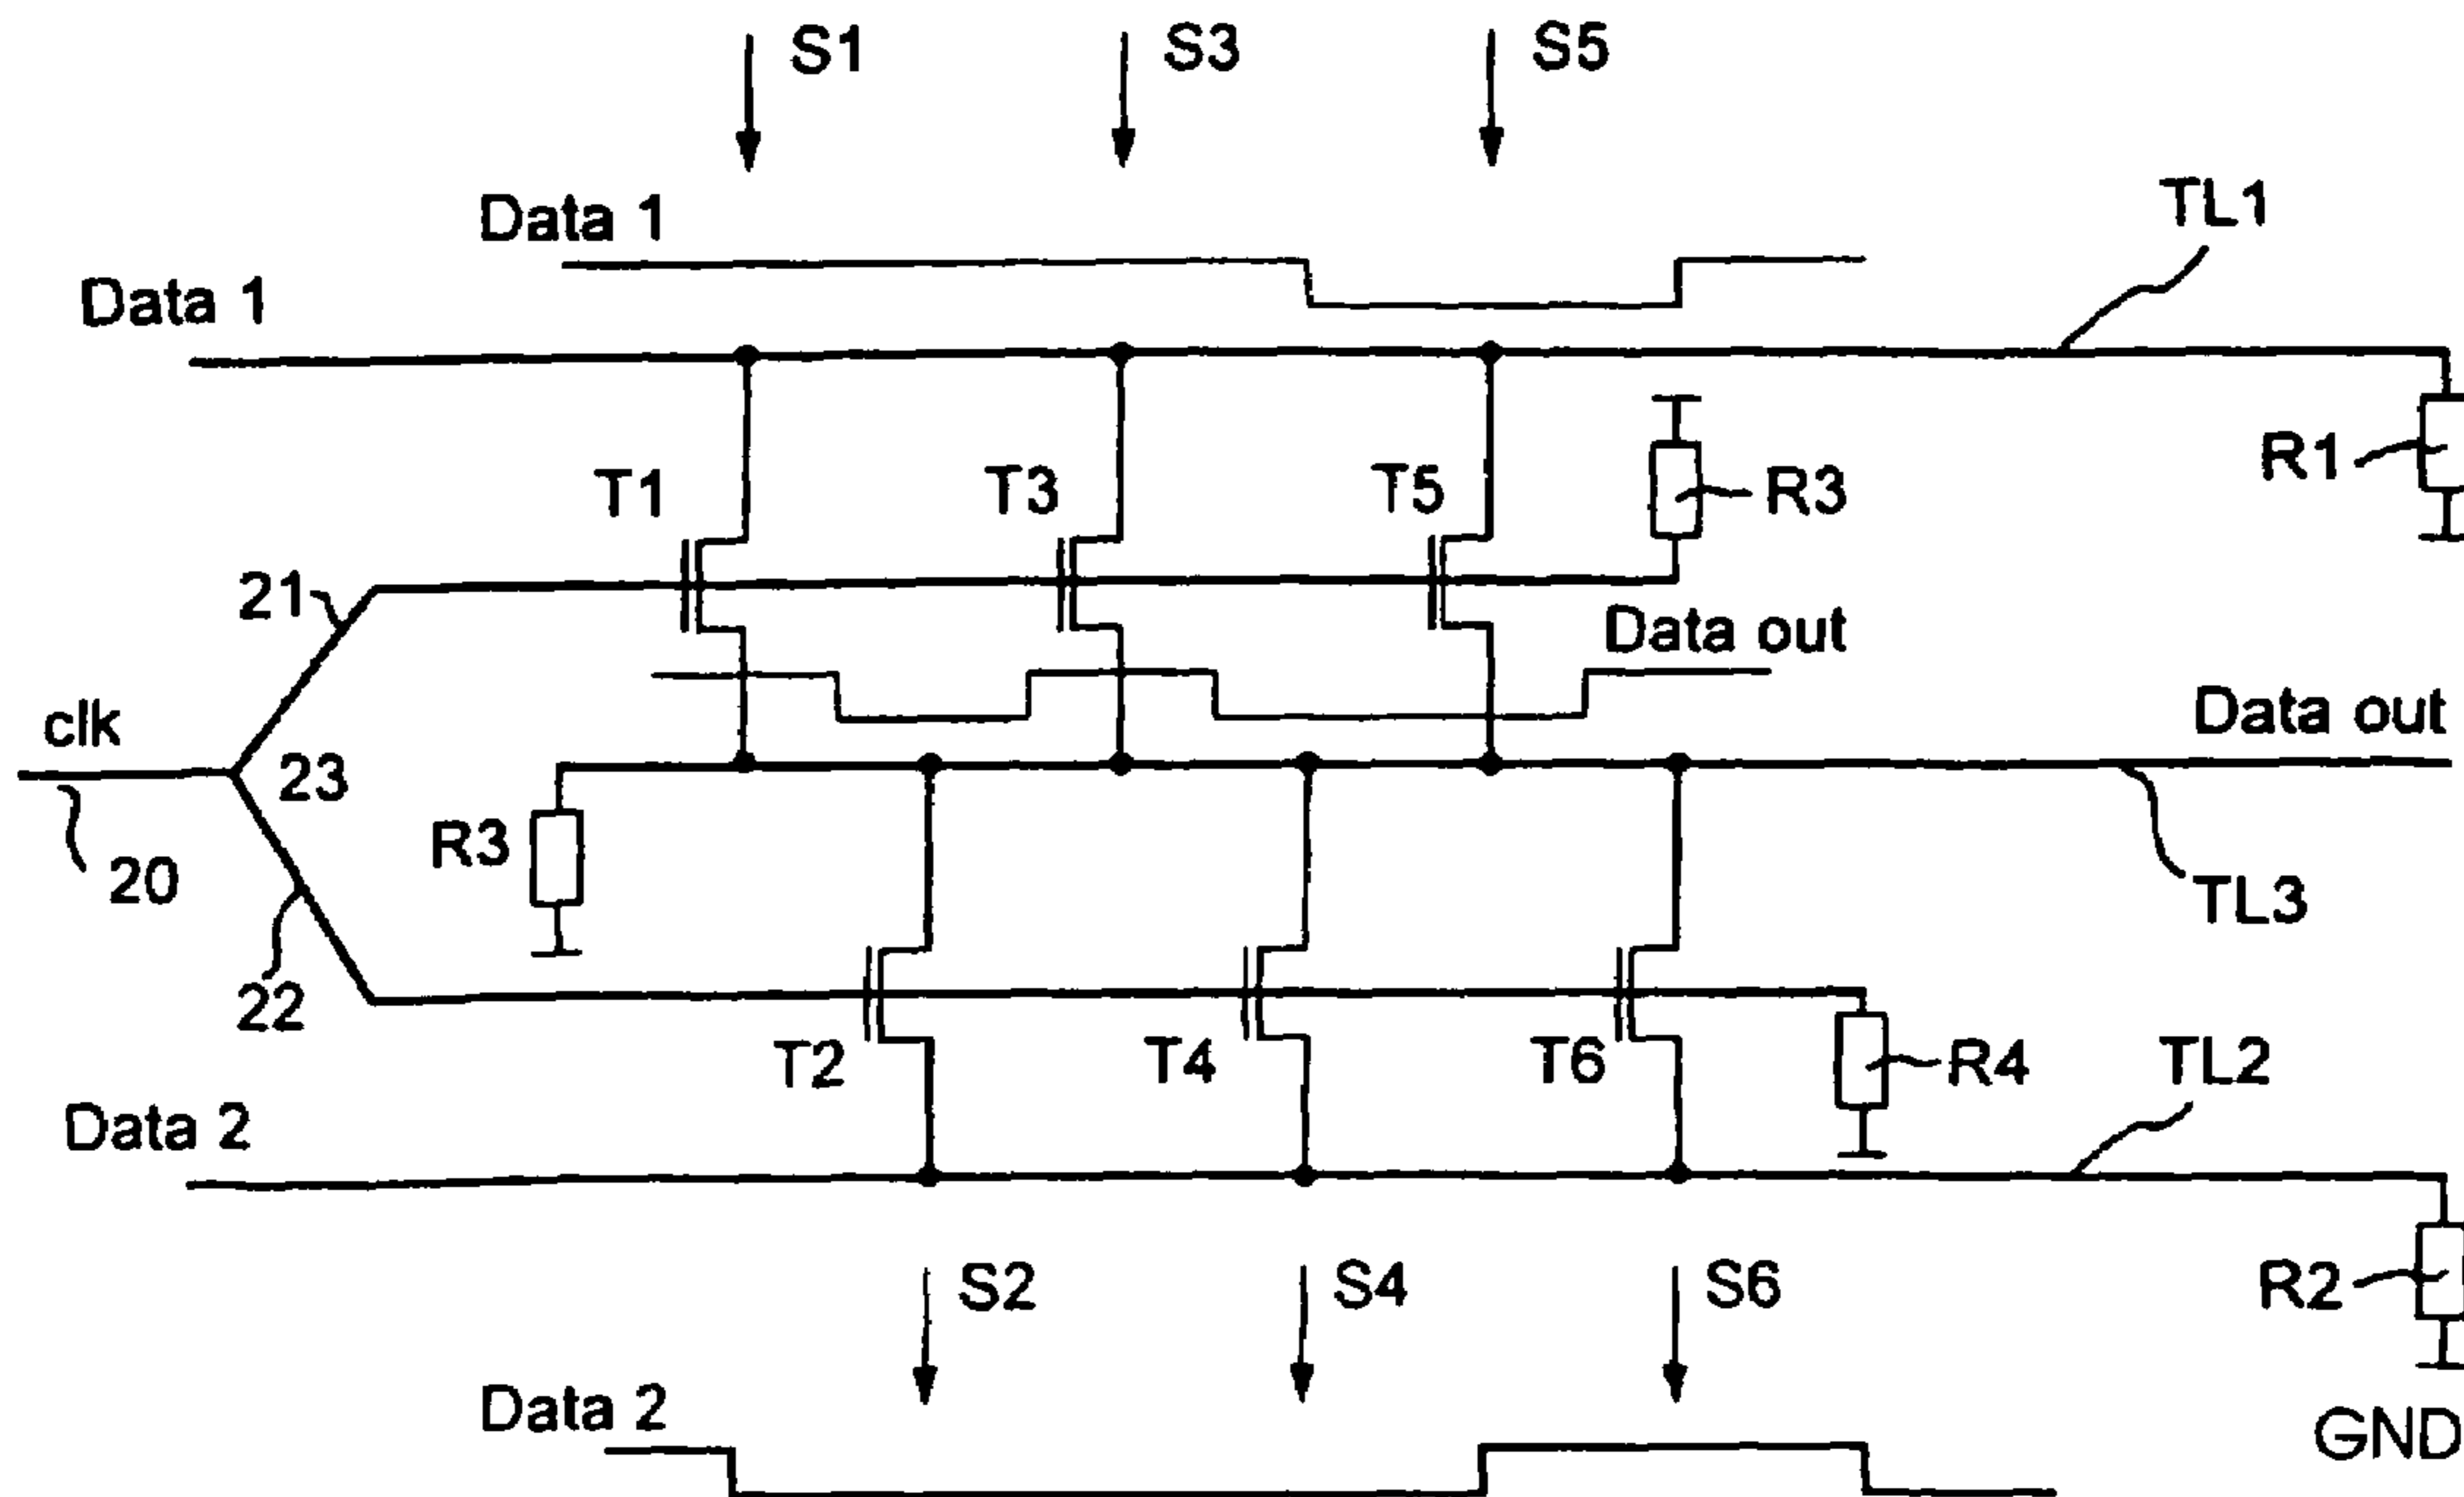 S1
S3
S5
Data 1
TL1
Data 1
R1
T1
T3
T5
R3
21
Data out
clk
23
Data out
20
R3
TL3
22
T2
T4
T6
R4
TL2
Data 2
S2
S4
S6
R2
Data 2
GND